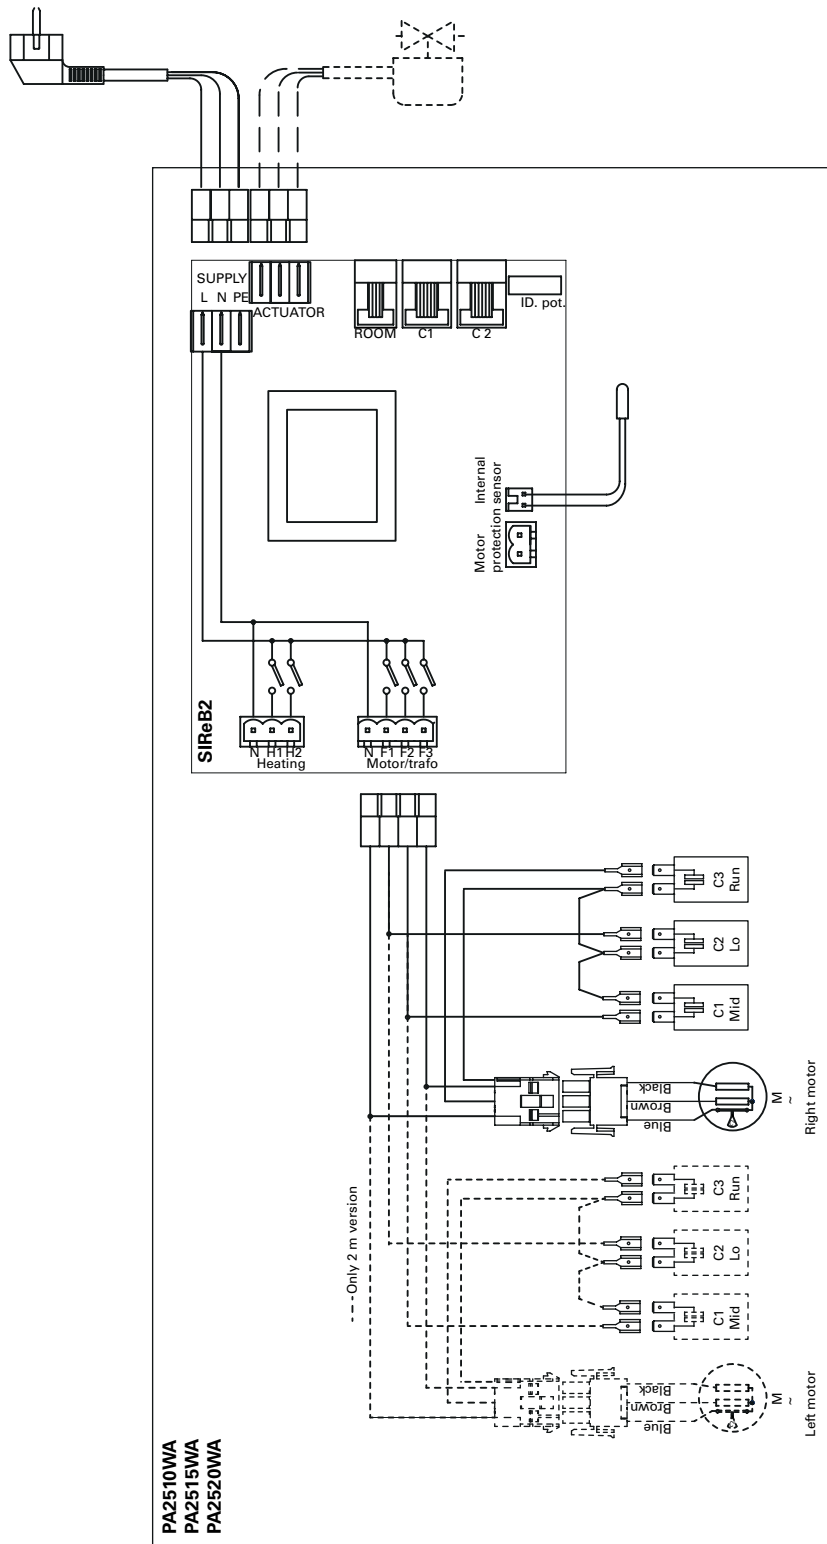 SUPPLY
L N PE
ACTUATOR
ROOM
C1
C 2
ID. pot.
Internal
Motor
protection sensor
SIReB2
N H1 H2
Heating
N F1 F2 F3
Motor/trafo
C3
Run
C2
Lo
C1
Mid
Black
Brown
Blue
M
~
Right motor
----Only 2 m version
C3
Run
C2
Lo
C1
Mid
Black
Brown
Blue
M
~
Left motor
PA2510WA
PA2515WA
PA2520WA